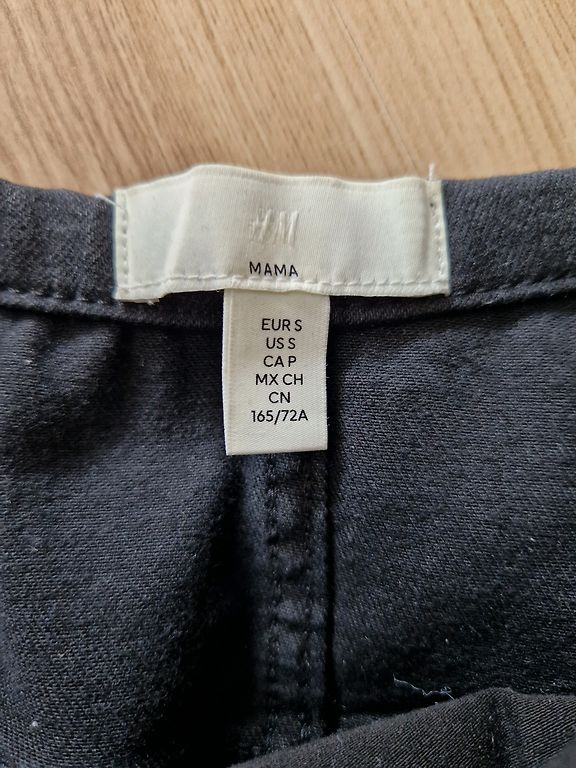 H&M
MAMA
EUR S
US S
CA P
MX CH
CN
165/72A